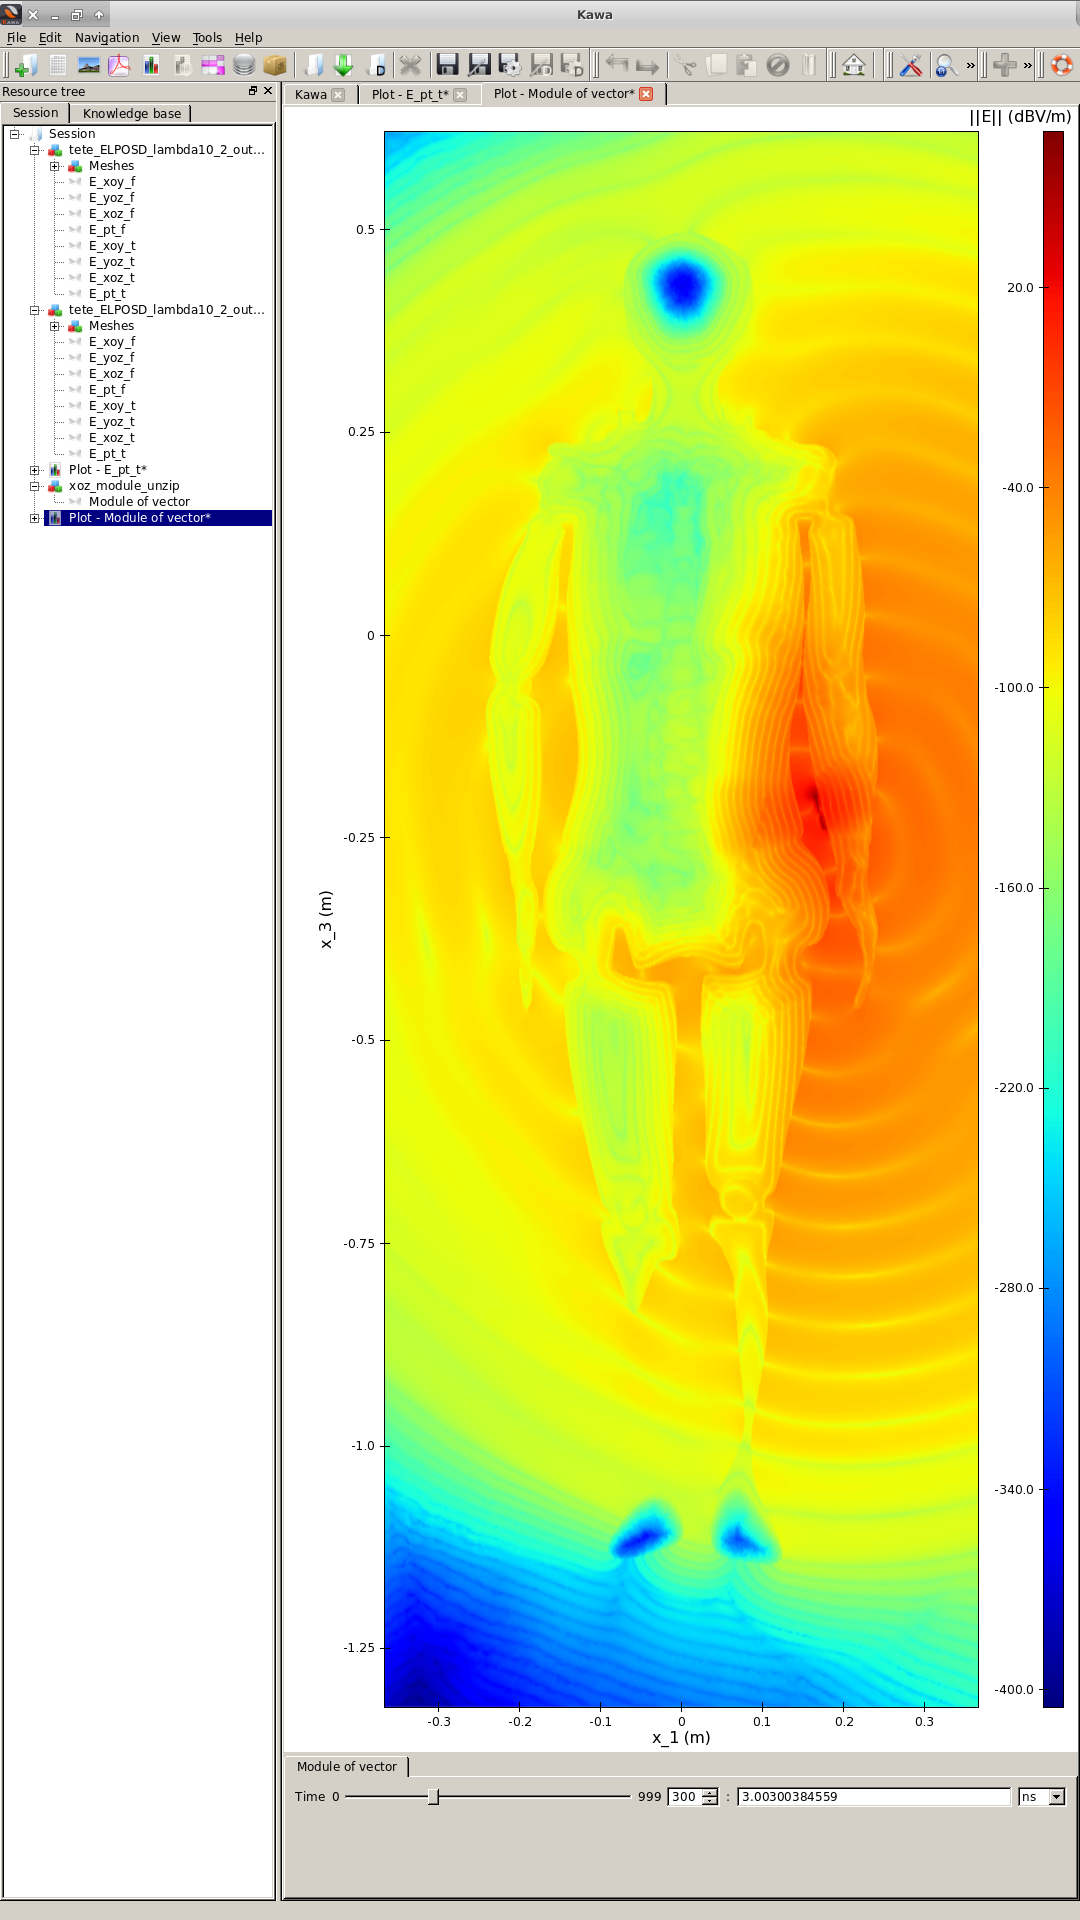 Kawa
File Edit Navigation View Tools Help
Resource tree
Session Knowledge base
Session
tete_ELPOSD_lambda10_2_out...
Meshes
E_xoy_f
E_yoz_f
E_xoz_f
E_pt_f
E_xoy_t
E_yoz_t
E_xoz_t
E_pt_t
tete_ELPOSD_lambda10_2_out...
Meshes
E_xoy_f
E_yoz_f
E_xoz_f
E_pt_f
E_xoy_t
E_yoz_t
E_xoz_t
E_pt_t
Plot - E_pt_t*
xoz_module_unzip
Module of vector
Plot - Module of vector*
Kawa Plot - E_pt_t* Plot - Module of vector*
||E|| (dBV/m)
20.0
-40.0
-100.0
-160.0
-220.0
-280.0
-340.0
-400.0
x_3 (m)
0.5
0.25
0
-0.25
-0.5
-0.75
-1.0
-1.25
-0.3 -0.2 -0.1 0 0.1 0.2 0.3
x_1 (m)
Module of vector
Time 0 999 300 : 3.00300384559 ns